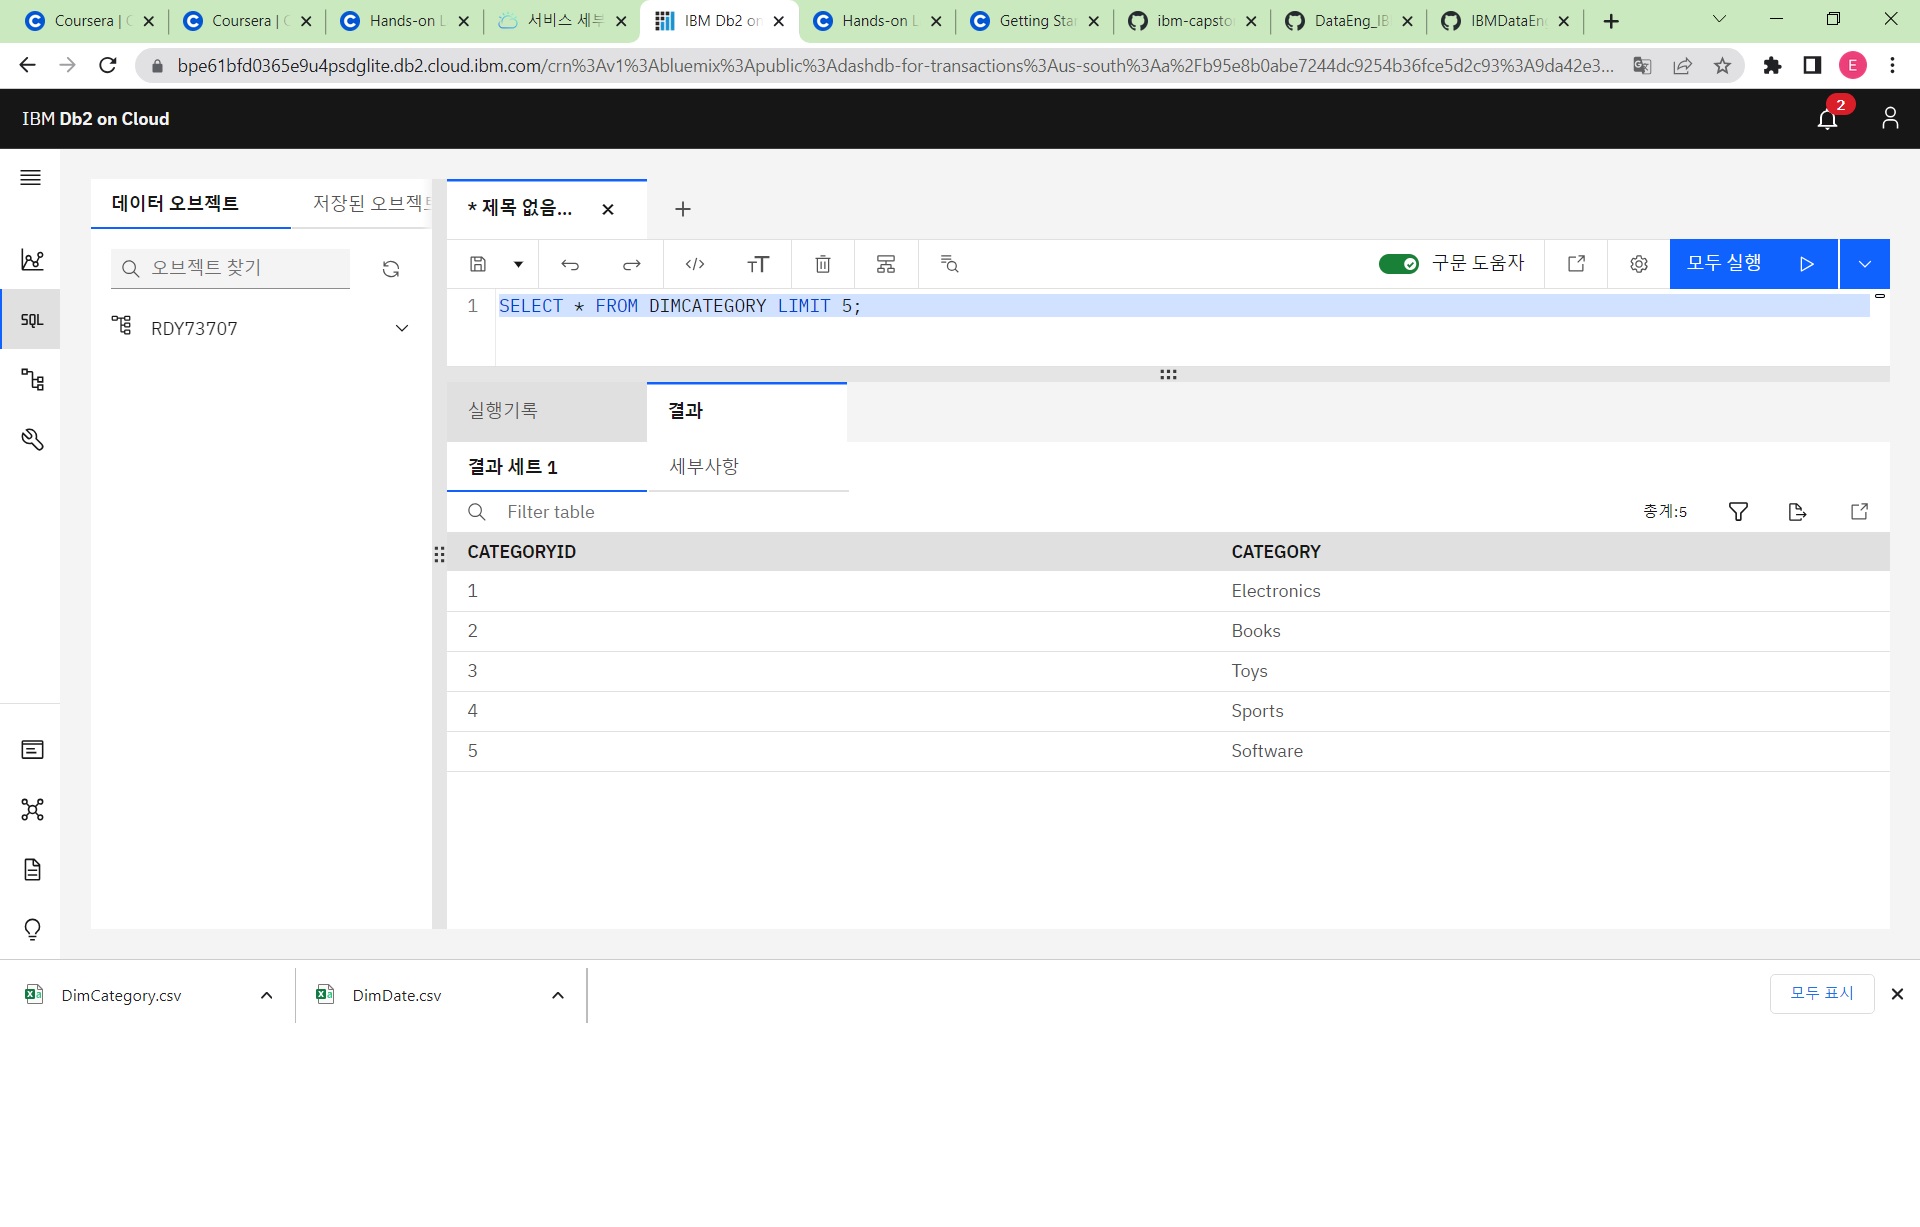 Coursera | C
Coursera | C
Hands-on L
서비스 세부
IBM Db2 on
Hands-on L
Getting Star
ibm-capsto
DataEng_IB
IBMDataEn
bpe61bfd0365e9u4psdglite.db2.cloud.ibm.com/crn%3Av1%3Abluemix%3Apublic%3Adashdb-for-transactions%3Aus-south%3Aa%2Fb95e8b0abe7244dc9254b36fce5d2c93%3A9da42e3...
E
IBM Db2 on Cloud
2
데이터 오브젝트
저장된 오브젝트
* 제목 없음...
오브젝트 찾기
구문 도움자
모두 실행
SQL
RDY73707
1 SELECT * FROM DIMCATEGORY LIMIT 5;
실행기록
결과
결과 세트 1
세부사항
Filter table
총계:5
CATEGORYID CATEGORY
1 Electronics
2 Books
3 Toys
4 Sports
5 Software
DimCategory.csv
DimDate.csv
모두 표시